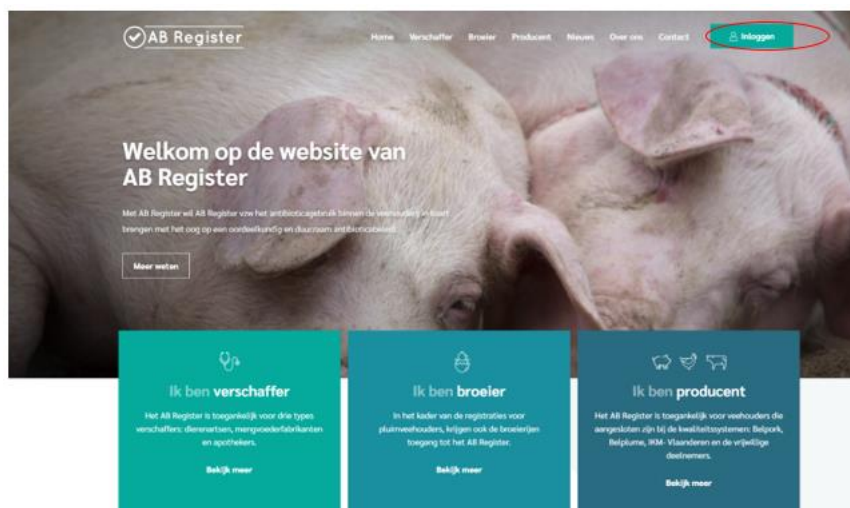 AB Register
Home Verschaffer Broeier Producent Nieuws Over ons Contact Inloggen
Welkom op de website van
AB Register
Met AB Register wil AB Register vzw het antibioticagebruik binnen de veehouderij in kaart
brengen met het oog op een oordeelkundig en duurzaam antibioticabeleid.
Meer weten
Ik ben verschaffer
Het AB Register is toegankelijk voor drie types
verschaffers: dierenartsen, mengvoederfabrikanten
en apothekers.
Bekijk meer
Ik ben broeier
In het kader van de registraties voor
pluimveehouders, krijgen ook de broeierijen
toegang tot het AB Register.
Bekijk meer
Ik ben producent
Het AB Register is toegankelijk voor veehouders die
aangesloten zijn bij de kwaliteitssystemen: Belpork,
Belplume, IKM- Vlaanderen en de vrijwillige
deelnemers.
Bekijk meer